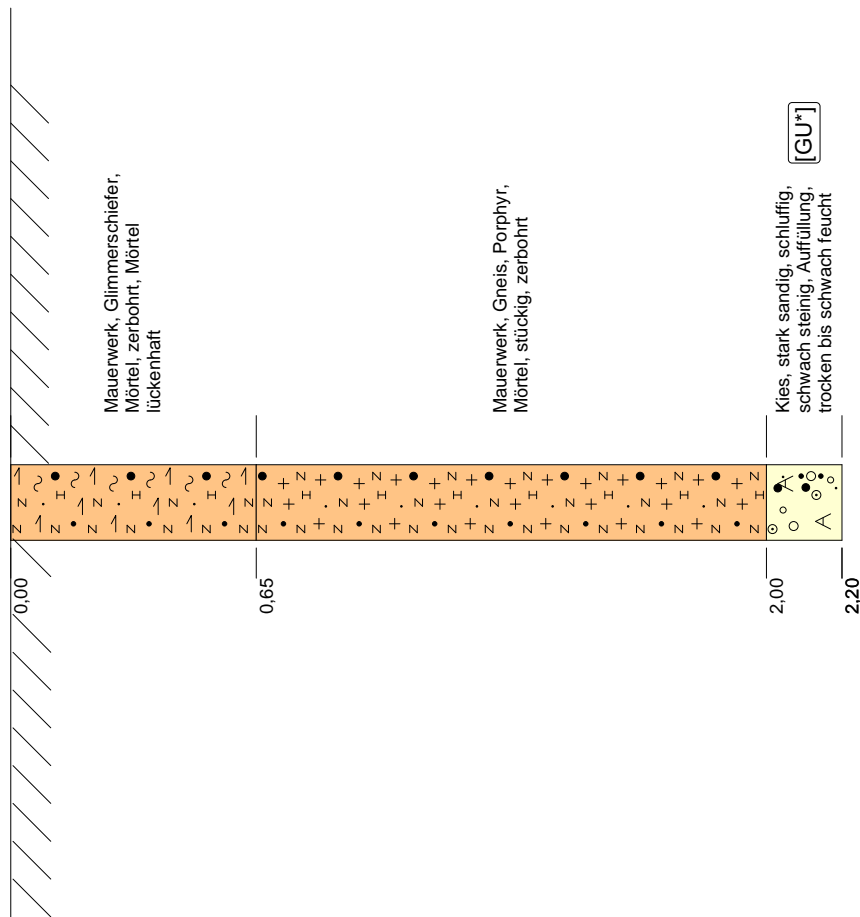 0,00
Mauerwerk, Glimmerschiefer,
Mörtel, zerbohrt, Mörtel
lückenhaft
0,65
Mauerwerk, Gneis, Porphyr,
Mörtel, stückig, zerbohrt
2,00
Kies, stark sandig, schluffig,
schwach steinig, Auffüllung,
trocken bis schwach feucht
[GU*]
2,20